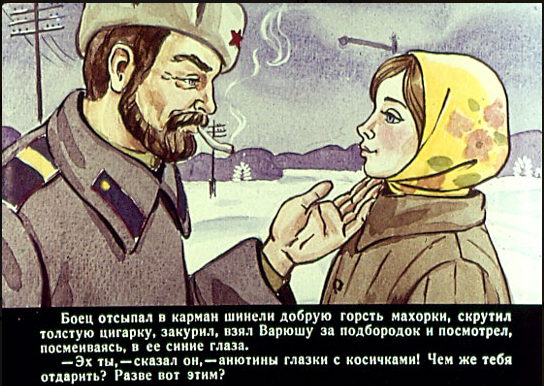 Боец отсыпал в карман шинели добрую горсть махорки, скрутил
толстую цигарку, закурил, взял Варюшу за подбородок и посмотрел,
посмеиваясь, в ее синие глаза.
—Эх ты,—сказал он,—анютины глазки с косичками! Чем же тебя
отдарить? Разве вот этим?